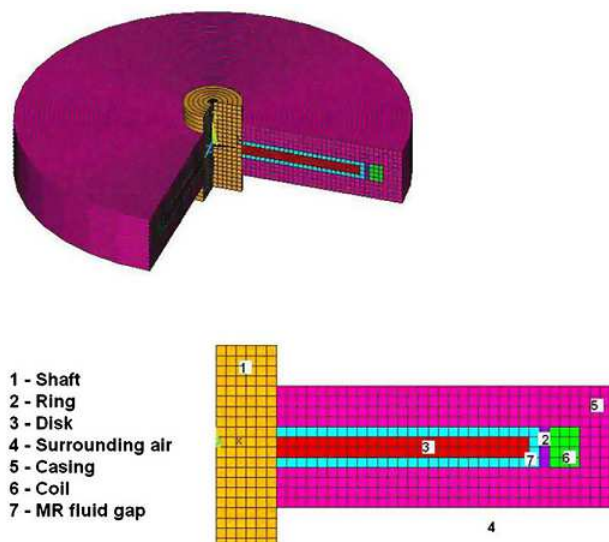 1 - Shaft
2 - Ring
3 - Disk
4 - Surrounding air
5 - Casing
6 - Coil
7 - MR fluid gap
1
5
2
3
7
6
4
X